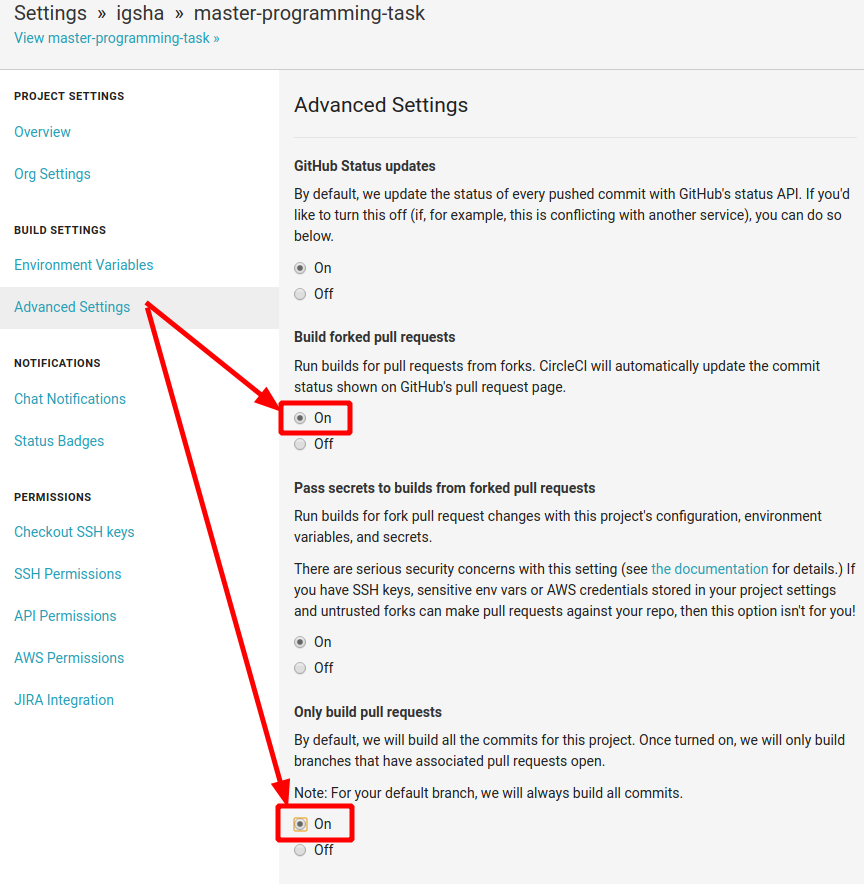 Settings » igsha » master-programming-task
View master-programming-task »
PROJECT SETTINGS
Overview
Org Settings
BUILD SETTINGS
Environment Variables
Advanced Settings
NOTIFICATIONS
Chat Notifications
Status Badges
PERMISSIONS
Checkout SSH keys
SSH Permissions
API Permissions
AWS Permissions
JIRA Integration
Advanced Settings
GitHub Status updates
By default, we update the status of every pushed commit with GitHub's status API. If you'd
like to turn this off (if, for example, this is conflicting with another service), you can do so
below.
On
Off
Build forked pull requests
Run builds for pull requests from forks. CircleCI will automatically update the commit
status shown on GitHub's pull request page.
On
Off
Pass secrets to builds from forked pull requests
Run builds for fork pull request changes with this project's configuration, environment
variables, and secrets.
There are serious security concerns with this setting (see the documentation for details.) If
you have SSH keys, sensitive env vars or AWS credentials stored in your project settings
and untrusted forks can make pull requests against your repo, then this option isn't for you!
On
Off
Only build pull requests
By default, we will build all the commits for this project. Once turned on, we will only build
branches that have associated pull requests open.
Note: For your default branch, we will always build all commits.
On
Off